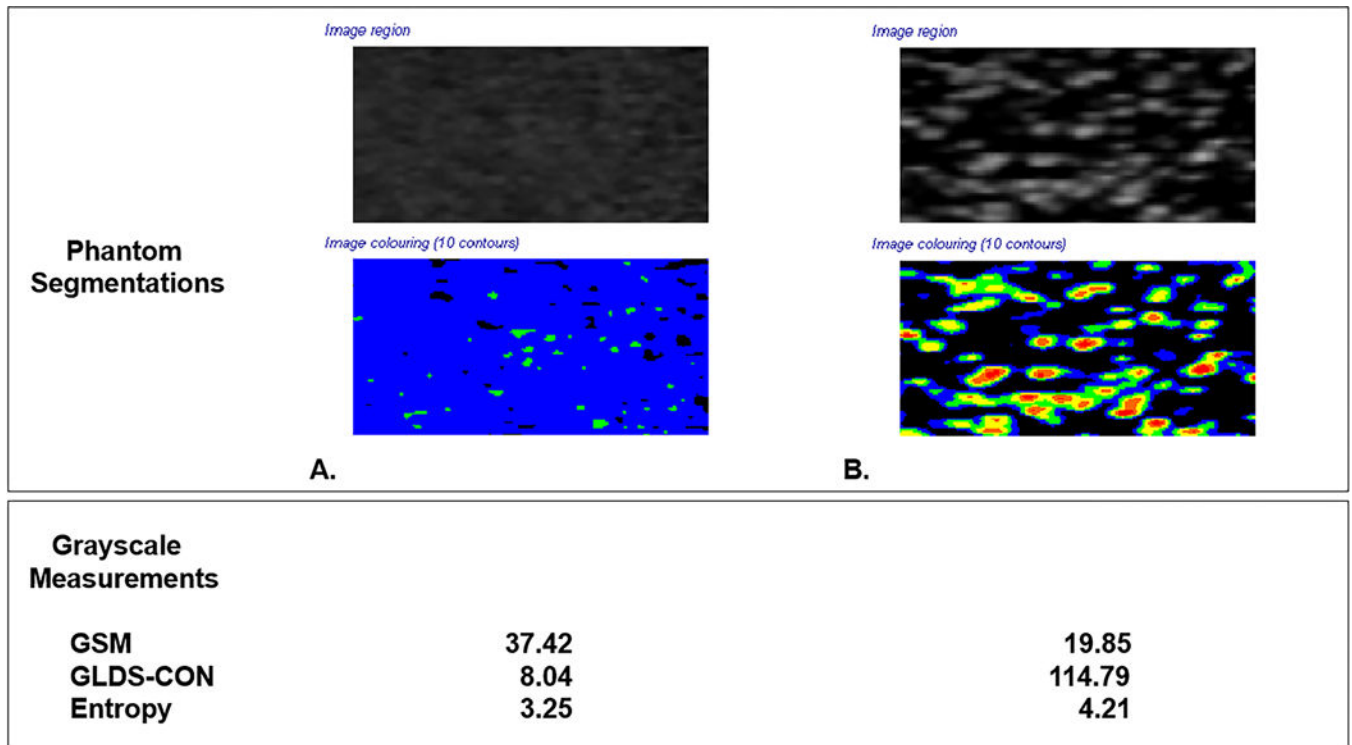 Image region
Image region
Phantom
Segmentations
Image colouring (10 contours)
Image colouring (10 contours)
A.
B.
Grayscale
Measurements
GSM 37.42 19.85
GLDS-CON 8.04 114.79
Entropy 3.25 4.21